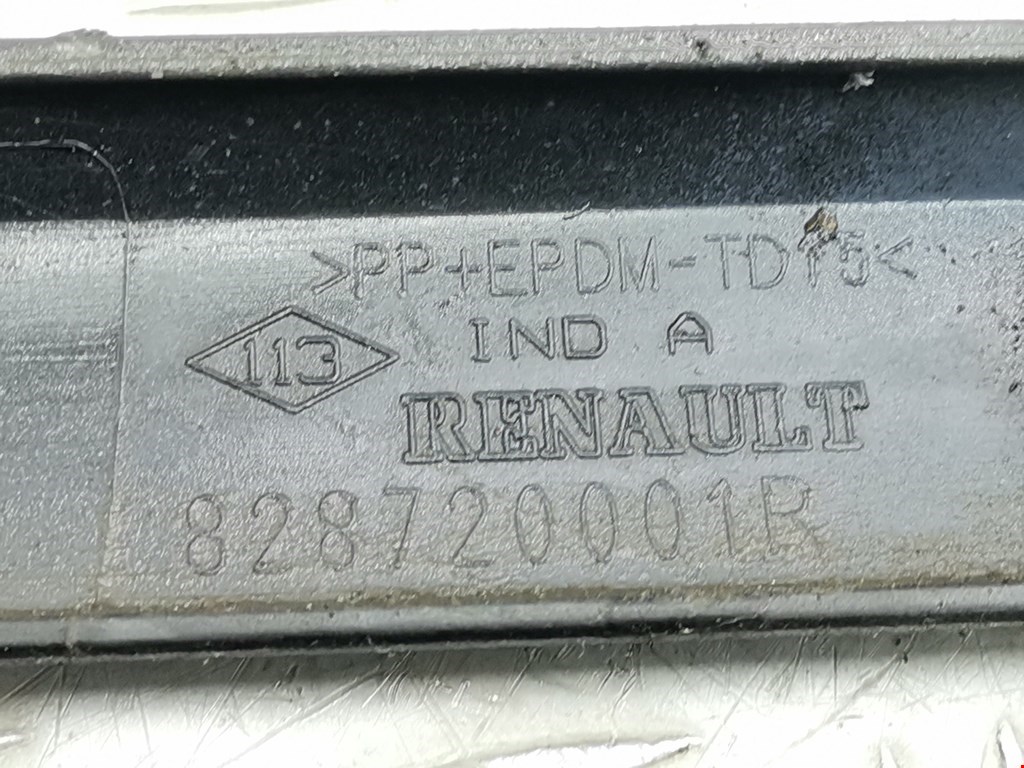 >PP+EPDM-TD15<
113
IND A
RENAULT
828720001R